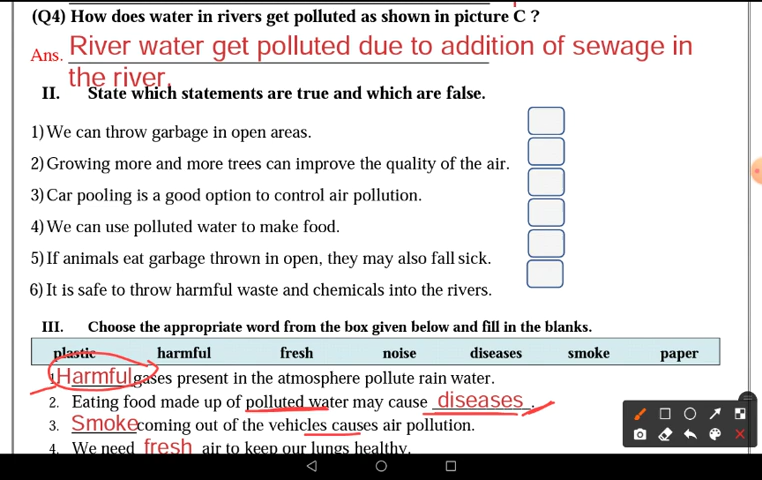 (Q4) How does water in rivers get polluted as shown in picture C ?
Ans. River water get polluted due to addition of sewage in
the river.
II. State which statements are true and which are false.
1) We can throw garbage in open areas.
2) Growing more and more trees can improve the quality of the air.
3) Car pooling is a good option to control air pollution.
4) We can use polluted water to make food.
5) If animals eat garbage thrown in open, they may also fall sick.
6) It is safe to throw harmful waste and chemicals into the rivers.
III. Choose the appropriate word from the box given below and fill in the blanks.
plastic harmful fresh noise diseases smoke paper
1. Harmful gases present in the atmosphere pollute rain water.
2. Eating food made up of polluted water may cause diseases.
3. Smoke coming out of the vehicles causes air pollution.
4. We need fresh air to keep our lungs healthy.